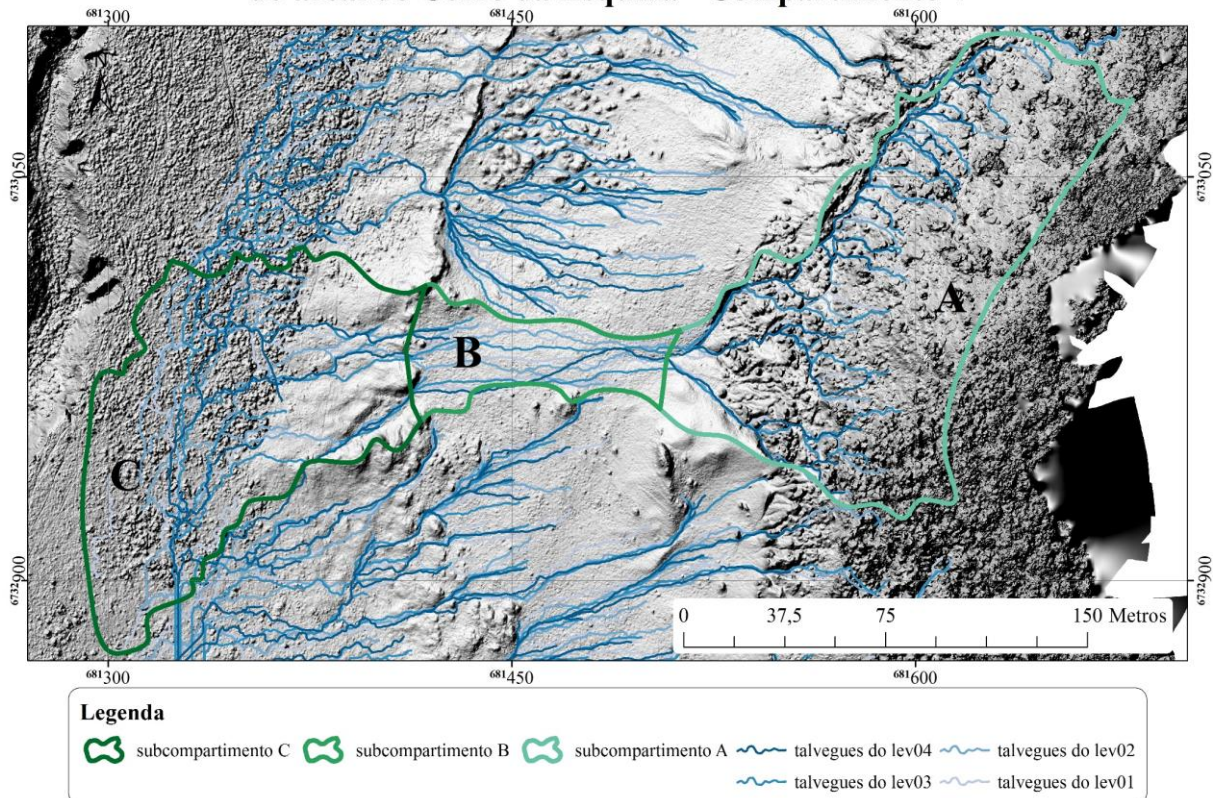 681300 681450 681600
6733050 6733050
A
B
C
6732900 6732900
0 37,5 75 150 Metros
681300 681450 681600
Legenda
subcompartimento C subcompartimento B subcompartimento A talvegues do lev04 talvegues do lev02
talvegues do lev03 talvegues do lev01